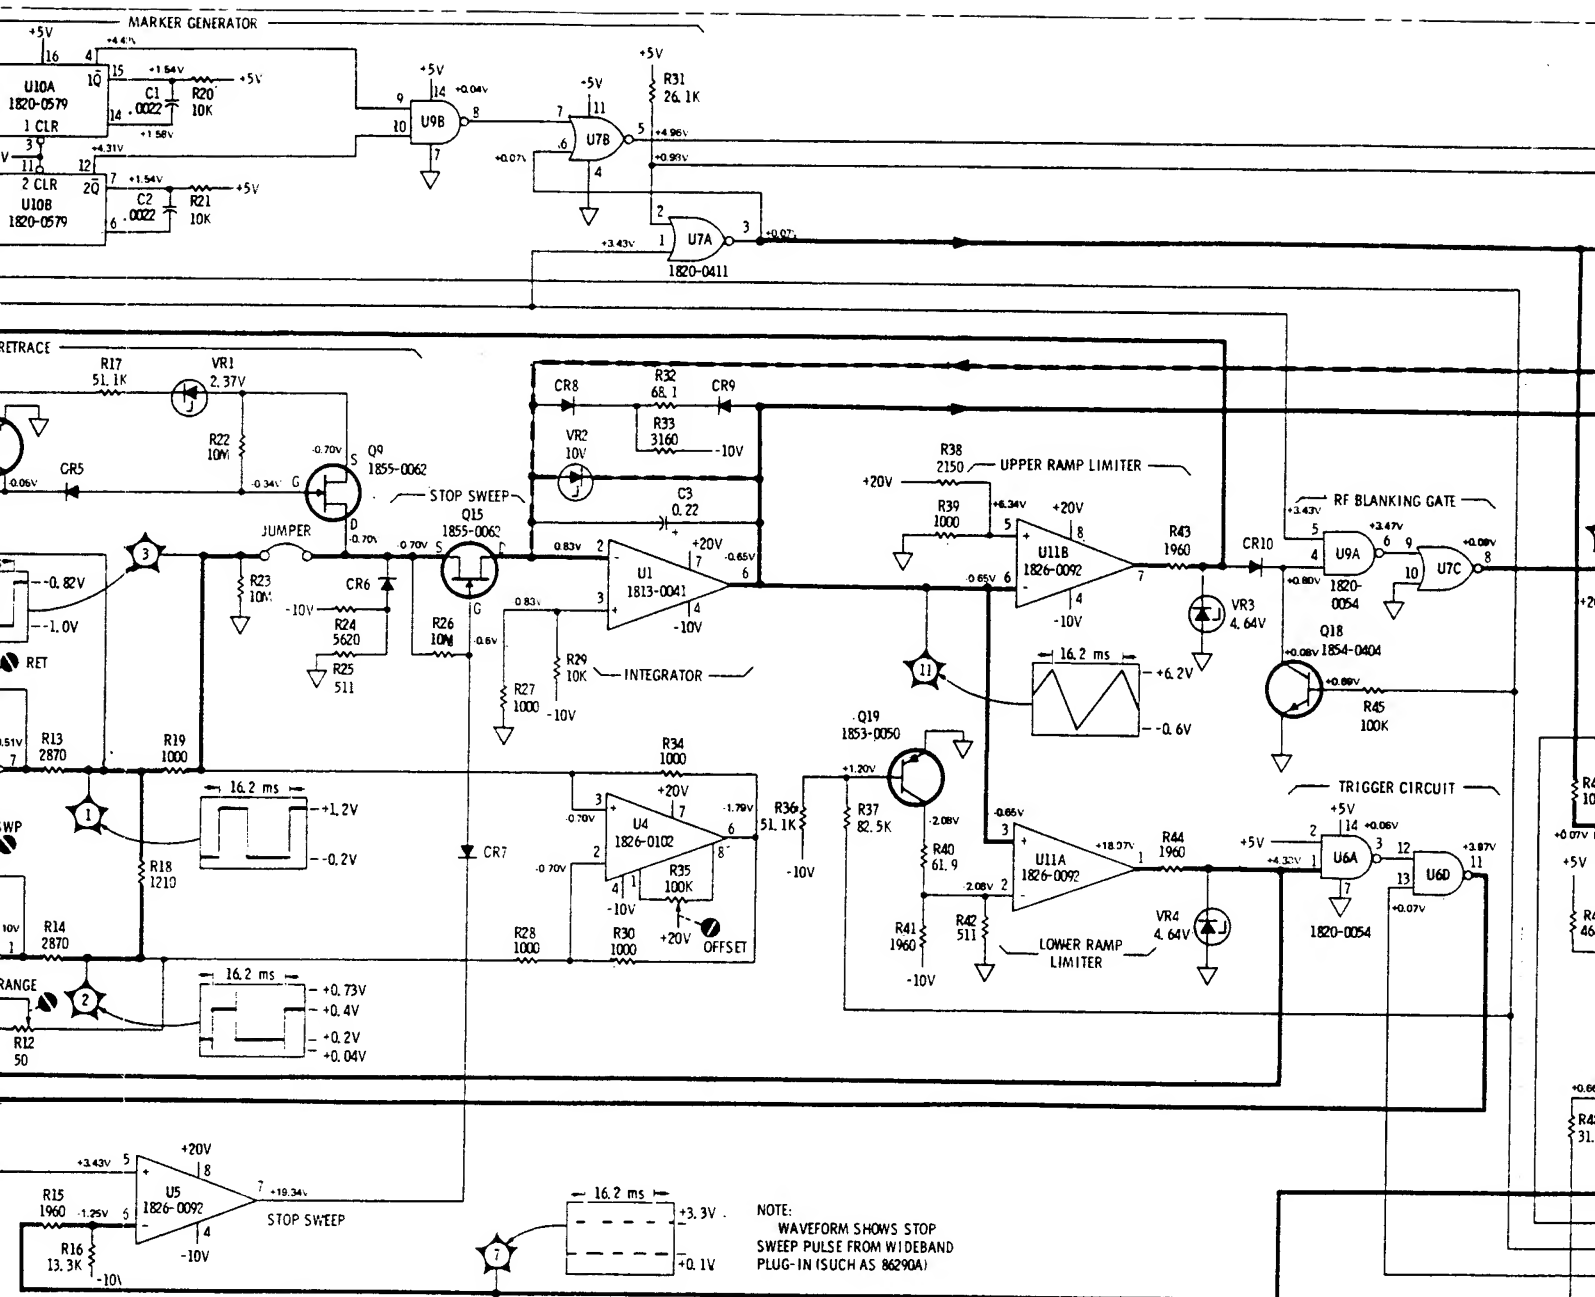 MARKER GENERATOR
+5V
16
4
+4.4
U10A
1820-0579
1Q̅
15
+1.54V
R20
10K
+5V
C1
.0022
14
+1.58V
1 CLR
3
11
+4.31V
12
2 CLR
2Q̅
7
+1.54V
U10B
1820-0579
C2
.0022
R21
10K
+5V
6
+5V
14
+0.04V
9
10
U9B
8
7
+5V
11
7
6
U7B
5
+4.96V
+0.07
4
+5V
R31
26.1K
+0.93V
2
1
U7A
3
+0.07
+3.43V
1820-0411
RETRACE
R17
51.1K
VR1
2.37V
R22
10M
-0.70V
S
Q9
1855-0062
CR5
-0.05V
-0.34V
G
D
-0.70V
STOP SWEEP
Q15
1855-0062
JUMPER
3
-0.82V
-1.0V
RET
R23
10M
-0.70V
S
G
CR6
-10V
R24
5620
R25
511
R26
10M
-0.6V
CR8
R32
68.1
CR9
R33
3160
-10V
VR2
10V
C3
0.22
+
0.83V
2
-
+20V
7
-0.65V
6
U1
1813-0041
0.83V
3
+
4
-10V
R29
10K
R27
1000
-10V
INTEGRATOR
R38
2150
UPPER RAMP LIMITER
+20V
R39
1000
+6.34V
+20V
8
5
+
U11B
1826-0092
-0.65V
6
-
4
-10V
7
R43
1960
VR3
4.64V
CR10
RF BLANKING GATE
+3.43V
5
+3.47V
U9A
6
9
+0.09V
4
+0.80V
10
U7C
8
1820-
0054
Q18
1854-0404
+0.08V
+0.69V
R45
100K
11
16.2 ms
+6.2V
-0.6V
Q19
1853-0050
+1.20V
R36
51.1K
R37
82.5K
-10V
-2.08V
R40
61.9
R41
1960
-10V
-0.65V
3
+
U11A
1826-0092
+18.07V
-2.08V
2
-
R42
511
1
R44
1960
VR4
4.64V
LOWER RAMP
LIMITER
TRIGGER CIRCUIT
+5V
14
+0.06V
+5V
2
+4.33V
1
U6A
3
12
+3.87V
7
13
U6D
11
+0.07V
1820-0054
R13
2870
R19
1000
7
1
16.2 ms
+1.2V
-0.2V
R18
1210
R14
2870
1
RANGE
2
R12
50
16.2 ms
+0.73V
+0.4V
+0.2V
+0.04V
R34
1000
3
+
-0.70V
+20V
7
-1.79V
U4
1826-0102
6
-0.70V
2
-
8
4
1
-10V
R35
100K
+20V
OFFSET
R28
1000
R30
1000
CR7
+3.43V
5
+
+20V
8
U5
1826-0092
7
+19.34V
STOP SWEEP
R15
1960
-1.25V
6
-
4
-10V
R16
13.3K
7
16.2 ms
+3.3V
+0.1V
NOTE:
WAVEFORM SHOWS STOP
SWEEP PULSE FROM WIDEBAND
PLUG-IN (SUCH AS 86290A)